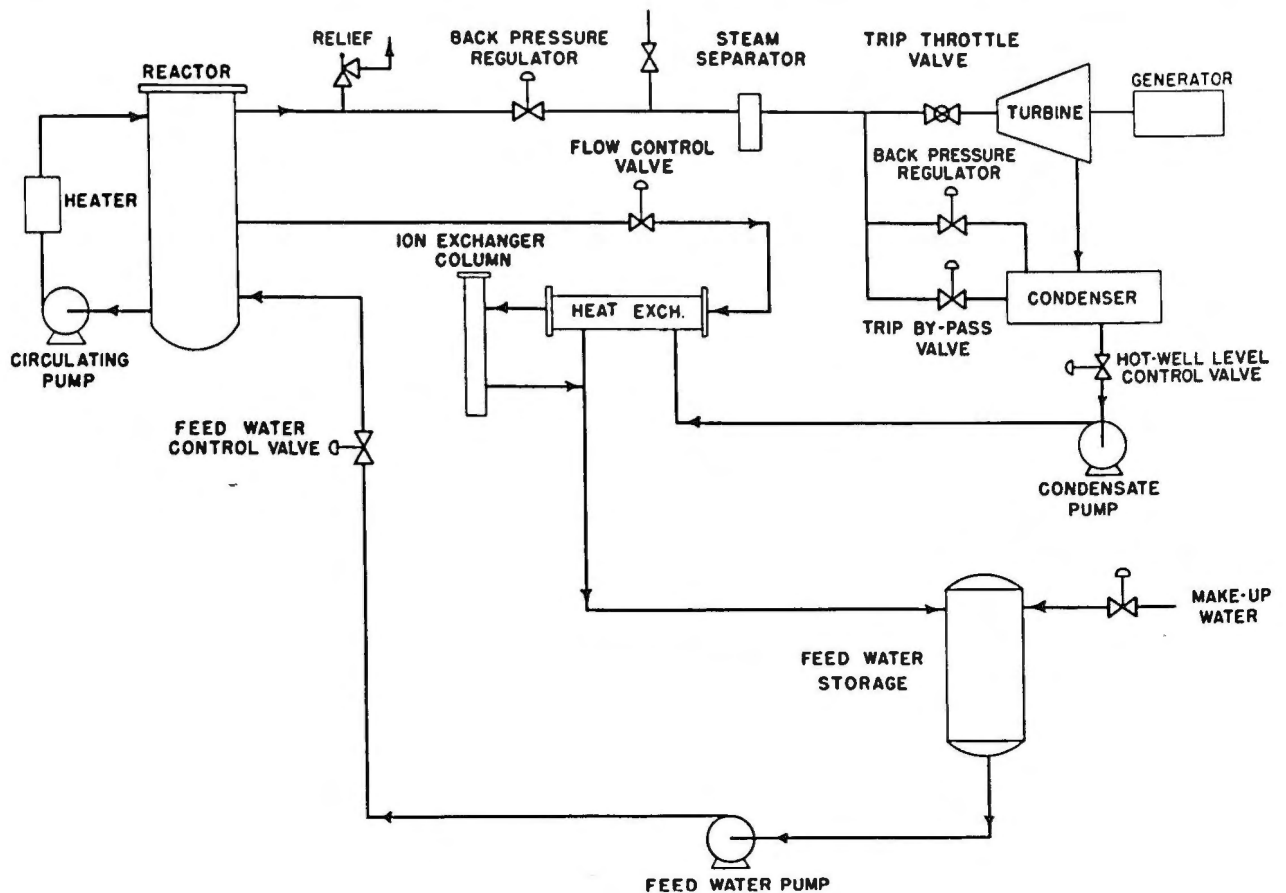 RELIEF
BACK PRESSURE
REGULATOR
STEAM
SEPARATOR
TRIP THROTTLE
VALVE
REACTOR
GENERATOR
TURBINE
FLOW CONTROL
VALVE
BACK PRESSURE
REGULATOR
HEATER
ION EXCHANGER
COLUMN
HEAT EXCH.
CONDENSER
TRIP BY-PASS
VALVE
CIRCULATING
PUMP
HOT-WELL LEVEL
CONTROL VALVE
FEED WATER
CONTROL VALVE
CONDENSATE
PUMP
MAKE-UP
WATER
FEED WATER
STORAGE
FEED WATER PUMP